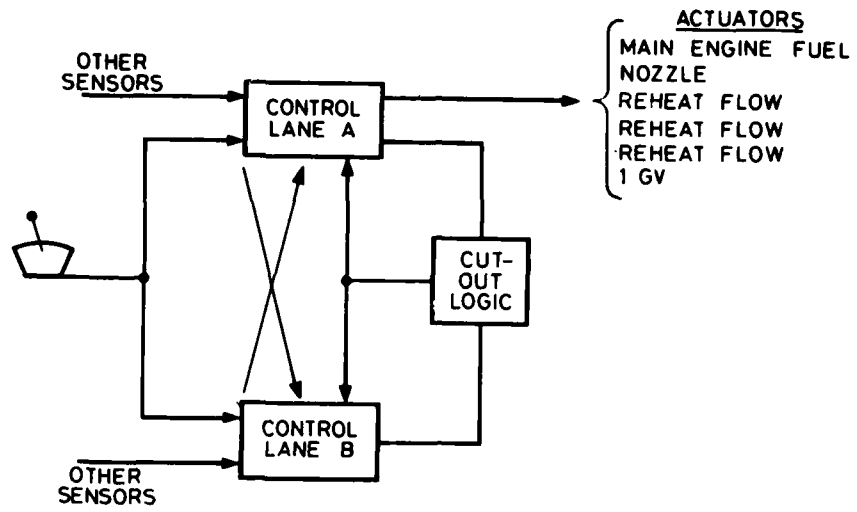 ACTUATORS
MAIN ENGINE FUEL
NOZZLE
REHEAT FLOW
REHEAT FLOW
REHEAT FLOW
1 GV
OTHER
SENSORS
CONTROL
LANE A
CUT-
OUT
LOGIC
CONTROL
LANE B
OTHER
SENSORS